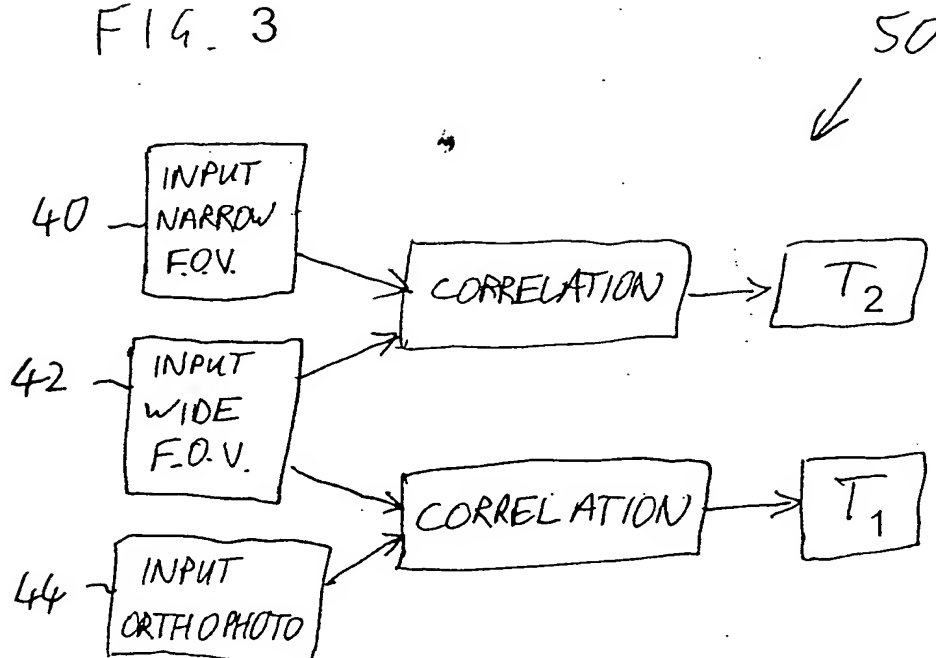 FIG. 3
50
40
INPUT
NARROW
F.O.V.
CORRELATION
T2
42
INPUT
WIDE
F.O.V.
CORRELATION
T1
44
INPUT
ORTHOPHOTO